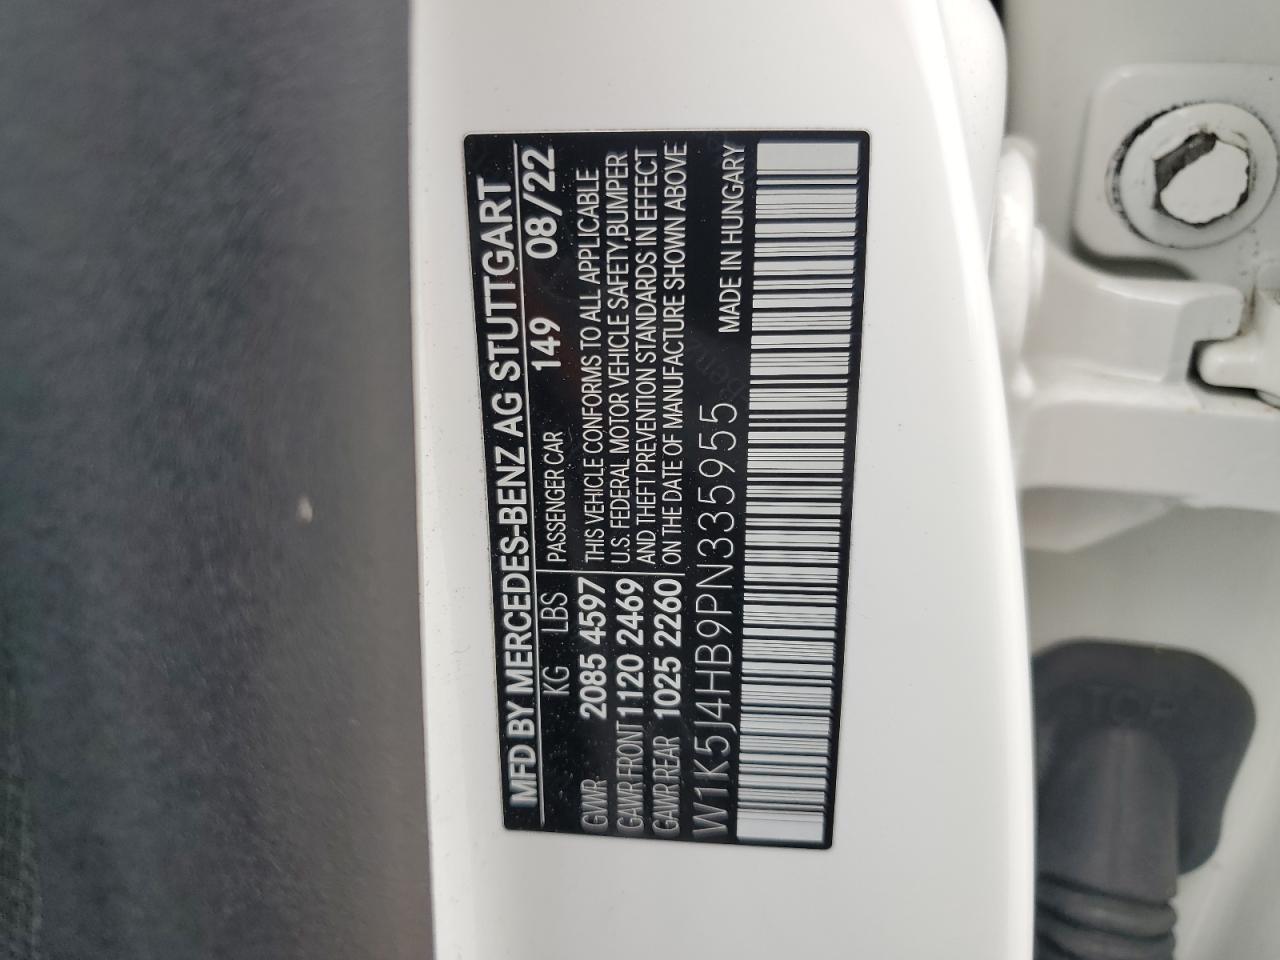 MFD BY MERCEDES-BENZ AG STUTTGART
KG LBS PASSENGER CAR 149 08/22
GVWR 2085 4597 THIS VEHICLE CONFORMS TO ALL APPLICABLE
GAWR FRONT 1120 2469 U.S. FEDERAL MOTOR VEHICLE SAFETY,BUMPER
GAWR REAR 1025 2260 AND THEFT PREVENTION STANDARDS IN EFFECT
ON THE DATE OF MANUFACTURE SHOWN ABOVE
W1K5J4HB9PN335955 MADE IN HUNGARY